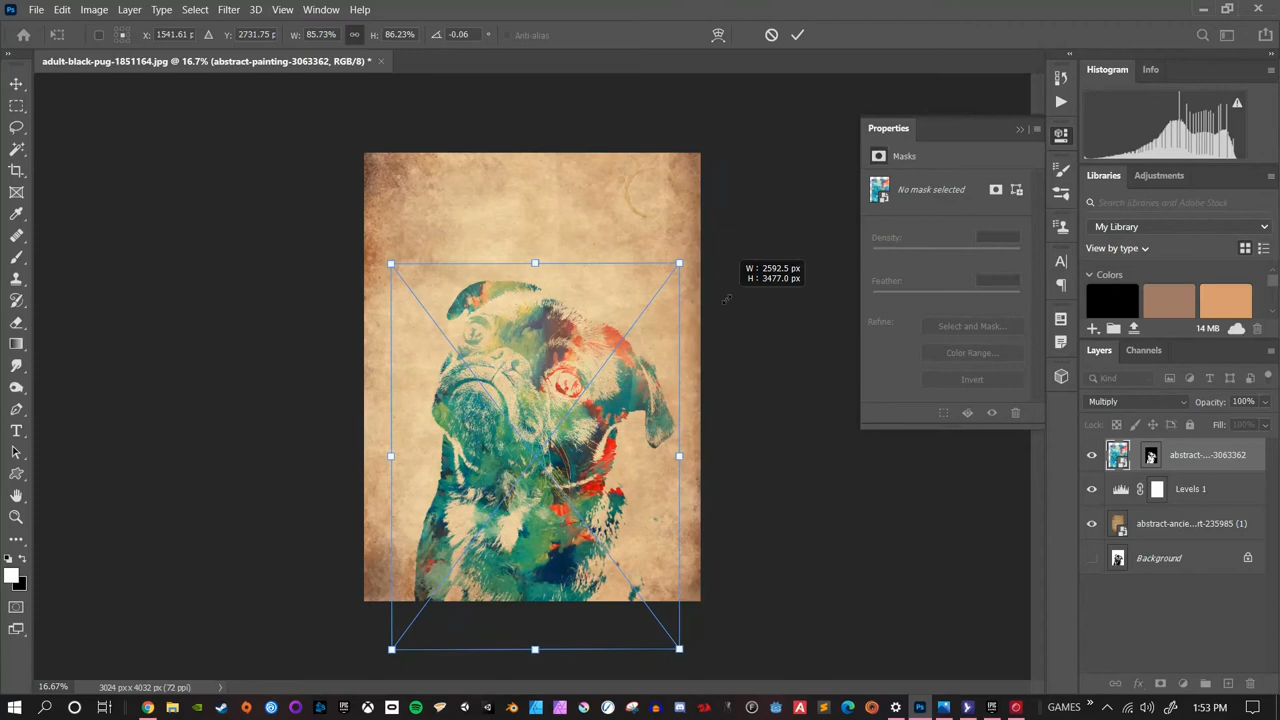 Ps File Edit Image Layer Type Select Filter 3D View Window Help
X: 1541.61 Y: 2731.75 W: 85.73% H: 86.23% -0.06 ° Anti-alias
adult-black-pug-1851164.jpg @ 16.7% (abstract-painting-3063362, RGB/8) *
Histogram Info
Properties
Masks
No mask selected
Density:
Feather:
Refine:
Select and Mask...
Color Range...
Invert
Libraries Adjustments
Search Libraries and Adobe Stock
My Library
View by type
Colors
14 MB
Layers Channels
Kind
Multiply Opacity: 100%
Lock: Fill: 100%
abstract-...-3063362
Levels 1
abstract-ancie...rt-235985 (1)
Background
W: 2592.5 px
H: 3477.0 px
16.67% 3024 px x 4032 px (72 ppi)
GAMES 1:53 PM